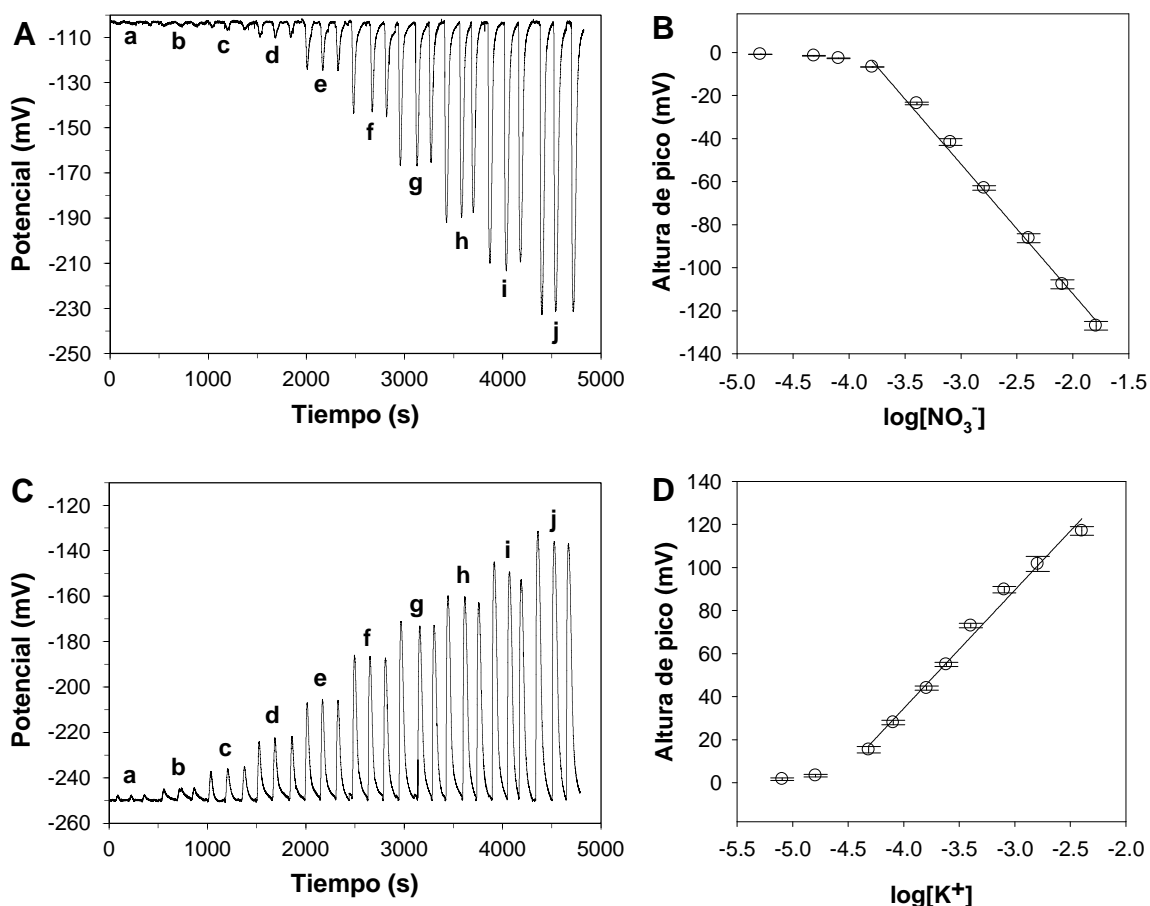 A
Potencial (mV)
-110
-130
-150
-170
-190
-210
-230
-250
a b c d e f g h i j
0 1000 2000 3000 4000 5000
Tiempo (s)
B
Altura de pico (mV)
0
-20
-40
-60
-80
-100
-120
-140
-5.0 -4.5 -4.0 -3.5 -3.0 -2.5 -2.0 -1.5
log[NO₃⁻]
C
Potencial (mV)
-120
-140
-160
-180
-200
-220
-240
-260
a b c d e f g h i j
0 1000 2000 3000 4000 5000
Tiempo (s)
D
Altura de pico (mV)
140
120
100
80
60
40
20
0
-5.5 -5.0 -4.5 -4.0 -3.5 -3.0 -2.5 -2.0
log[K⁺]